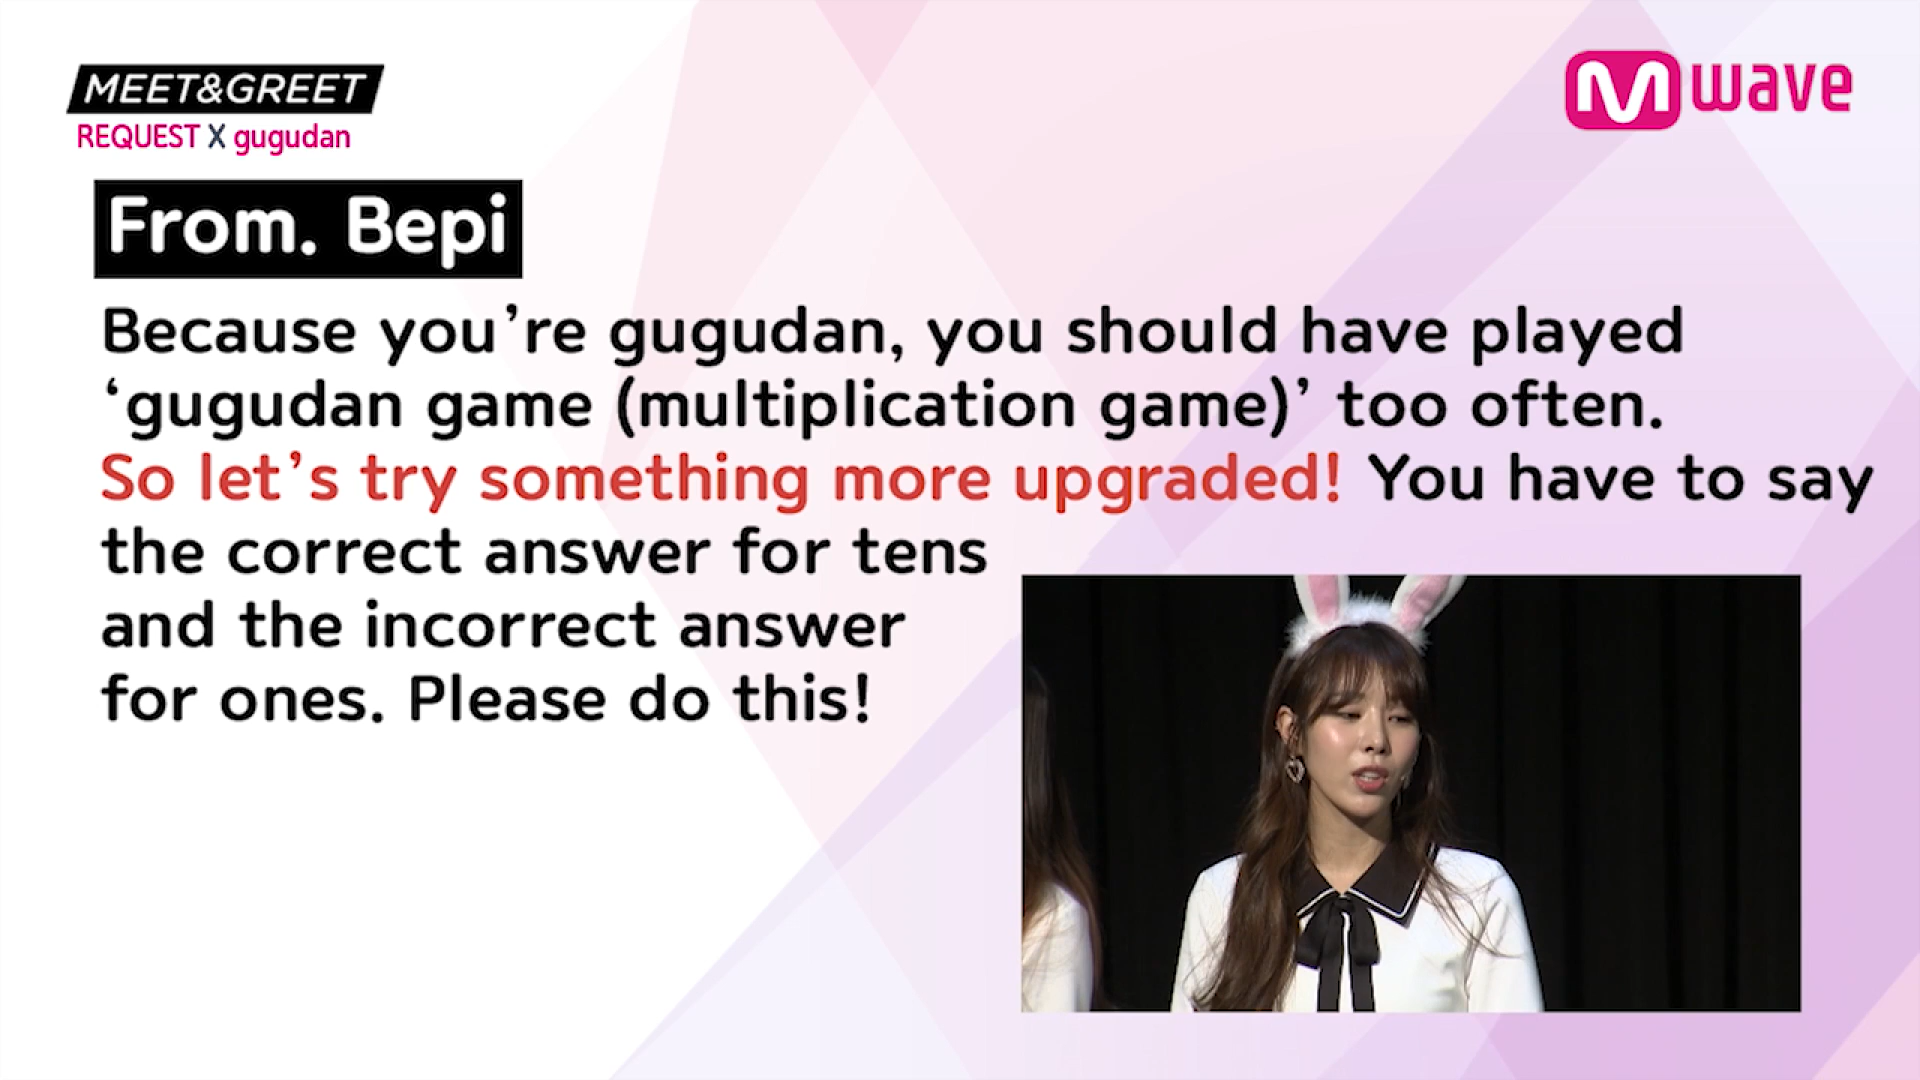 MEET&GREET
REQUEST X gugudan
M wave
From. Bepi
Because you’re gugudan, you should have played
‘gugudan game (multiplication game)’ too often.
So let’s try something more upgraded! You have to say
the correct answer for tens
and the incorrect answer
for ones. Please do this!